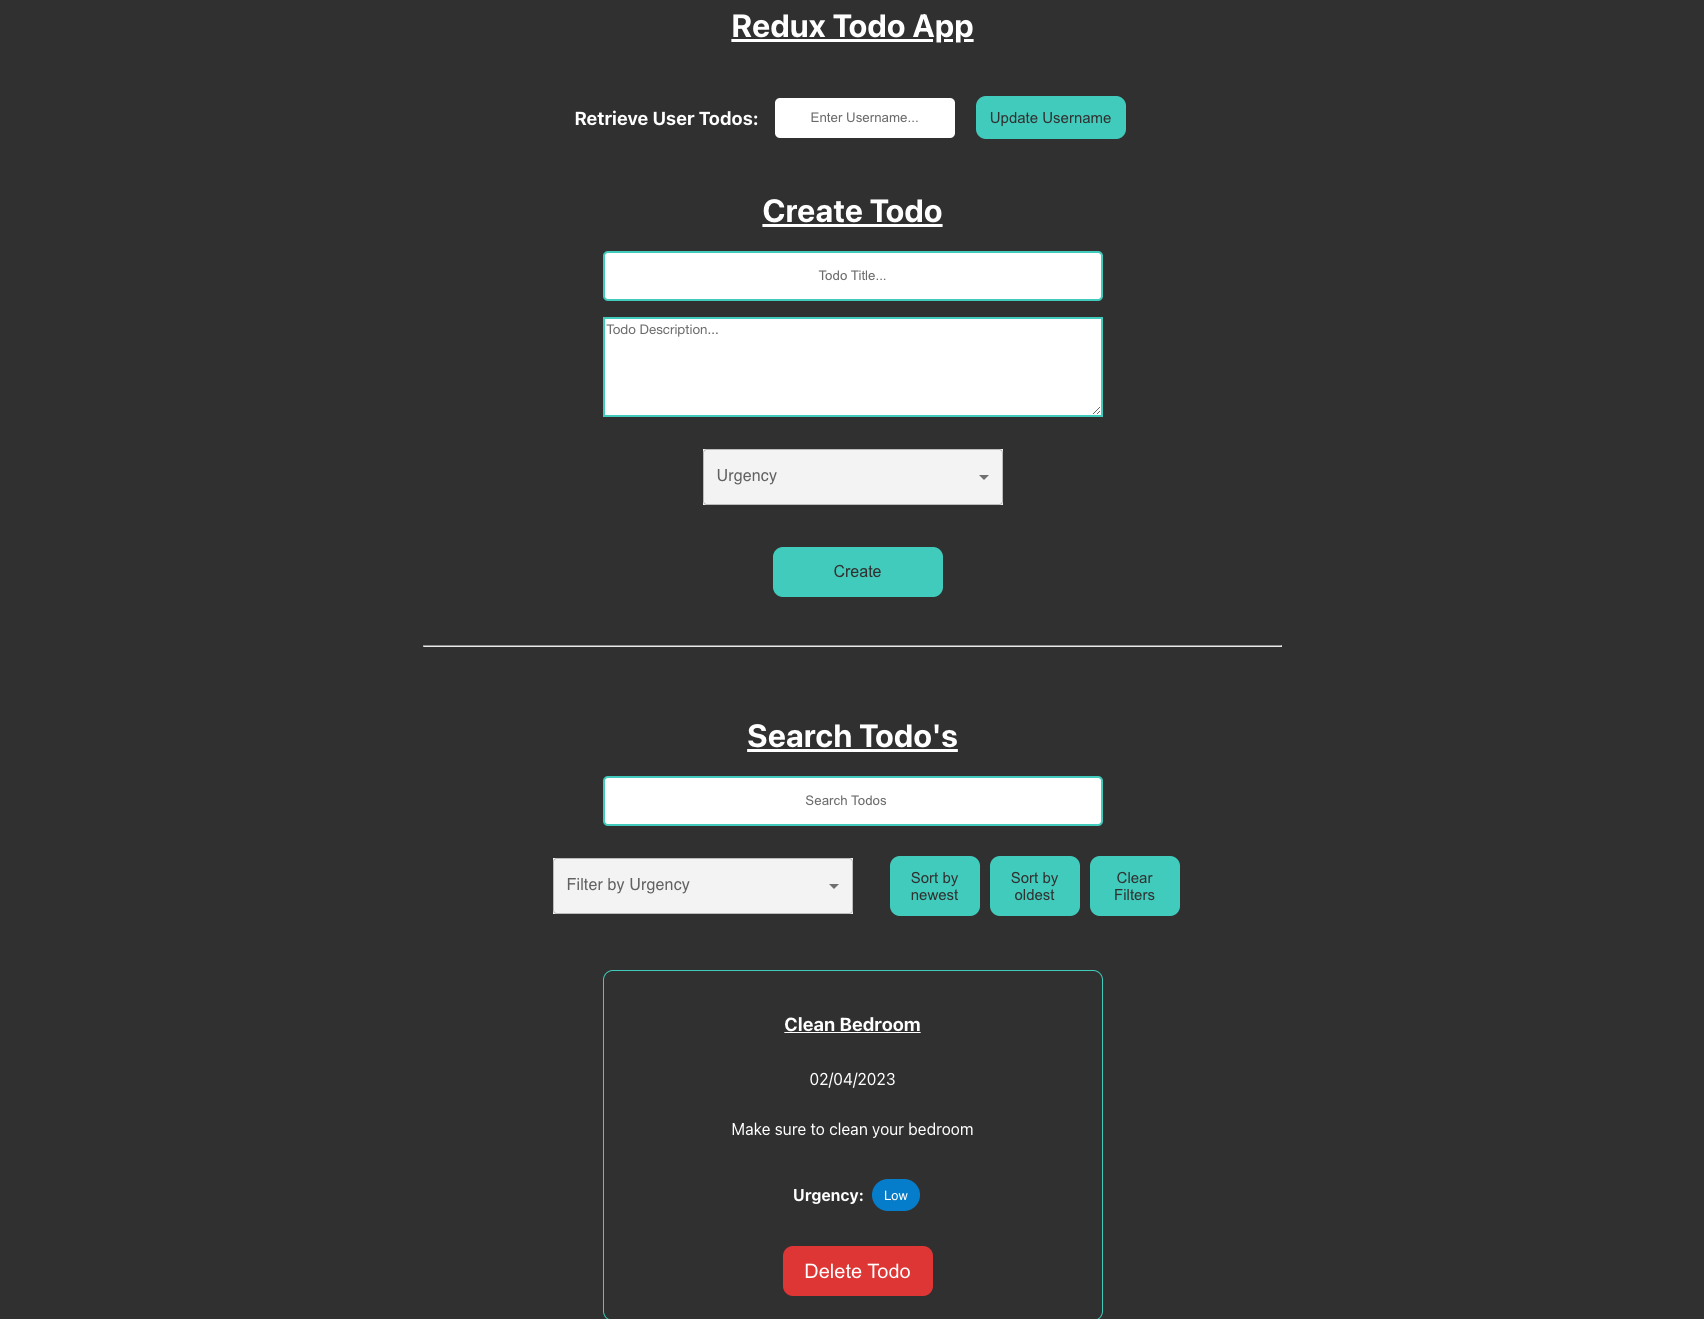 Redux Todo App
Retrieve User Todos: Enter Username... Update Username
Create Todo
Todo Title...
Todo Description...
Urgency
Create
Search Todo's
Search Todos
Filter by Urgency
Sort by
newest
Sort by
oldest
Clear
Filters
Clean Bedroom
02/04/2023
Make sure to clean your bedroom
Urgency: Low
Delete Todo